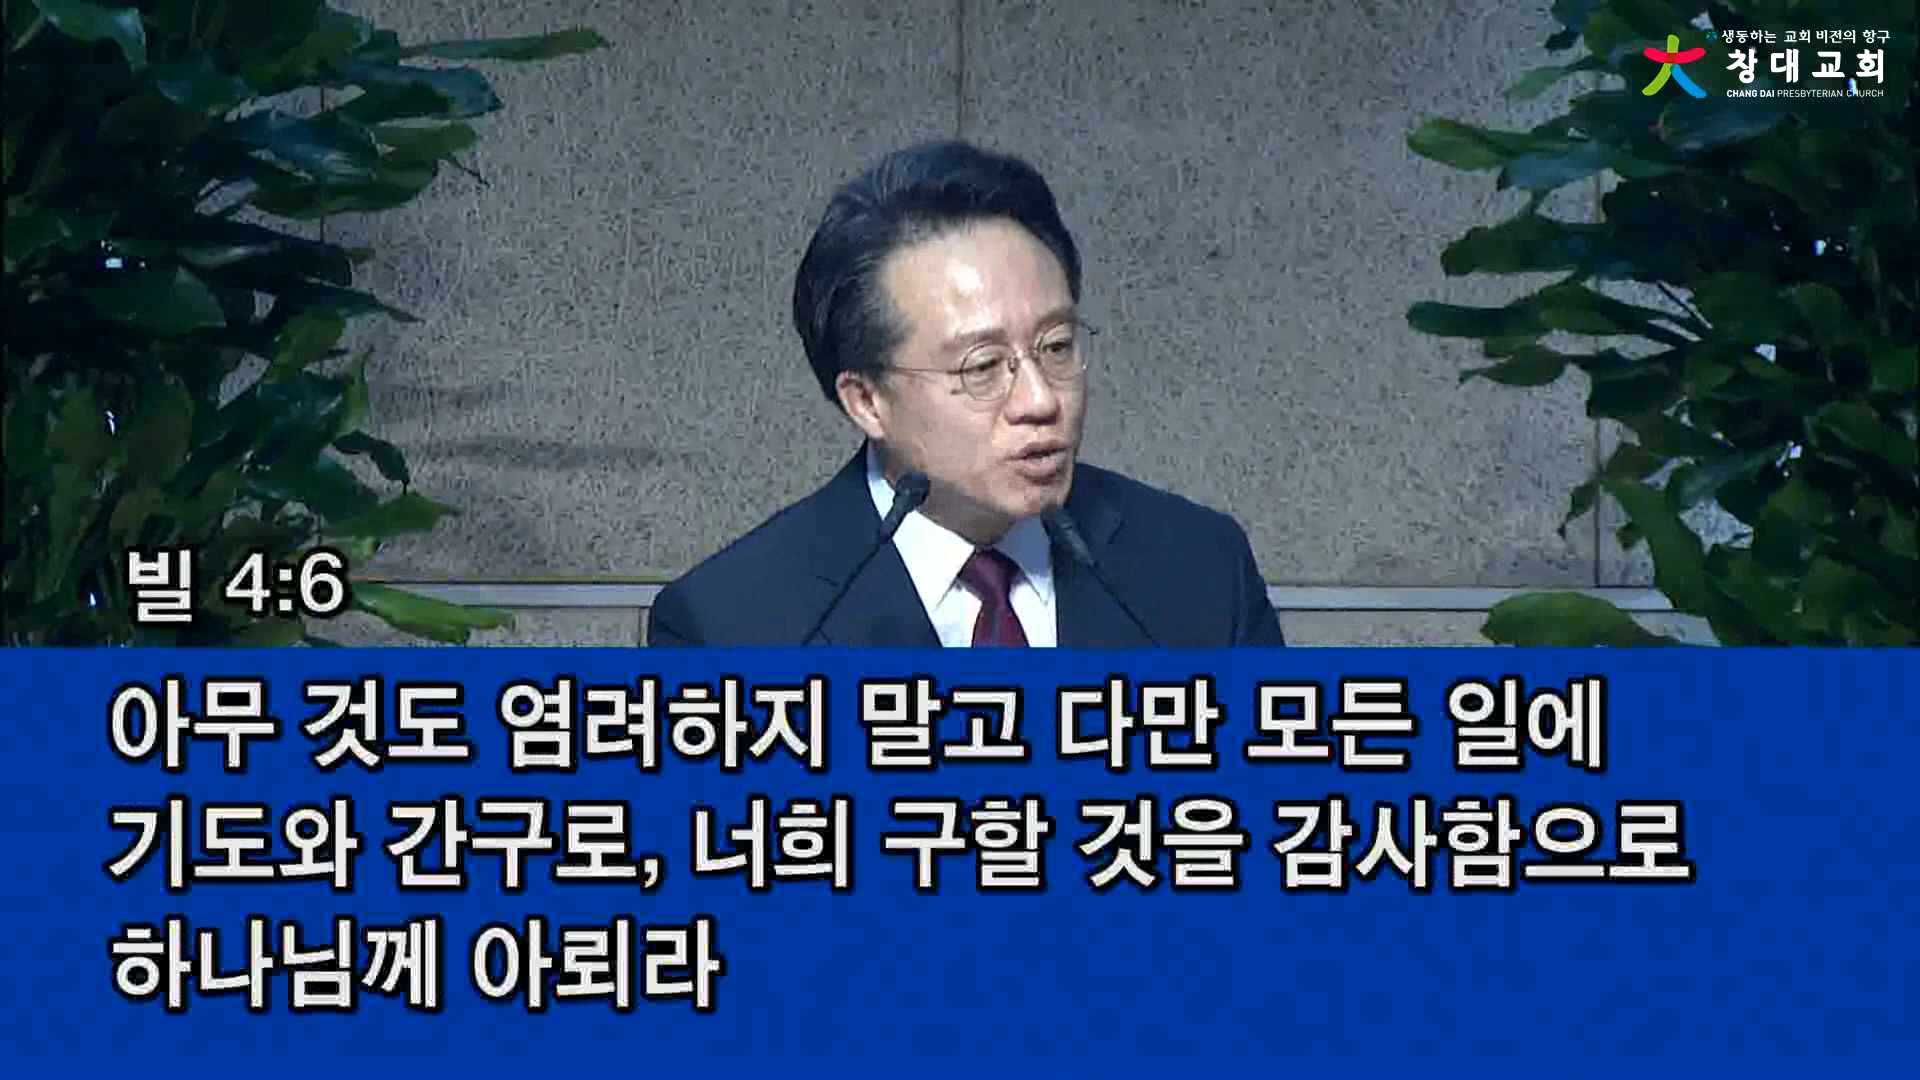 생동하는 교회 비전의 항구
창대교회
CHANG DAI PRESBYTERIAN CHURCH
빌 4:6
아무 것도 염려하지 말고 다만 모든 일에
기도와 간구로, 너희 구할 것을 감사함으로
하나님께 아뢰라